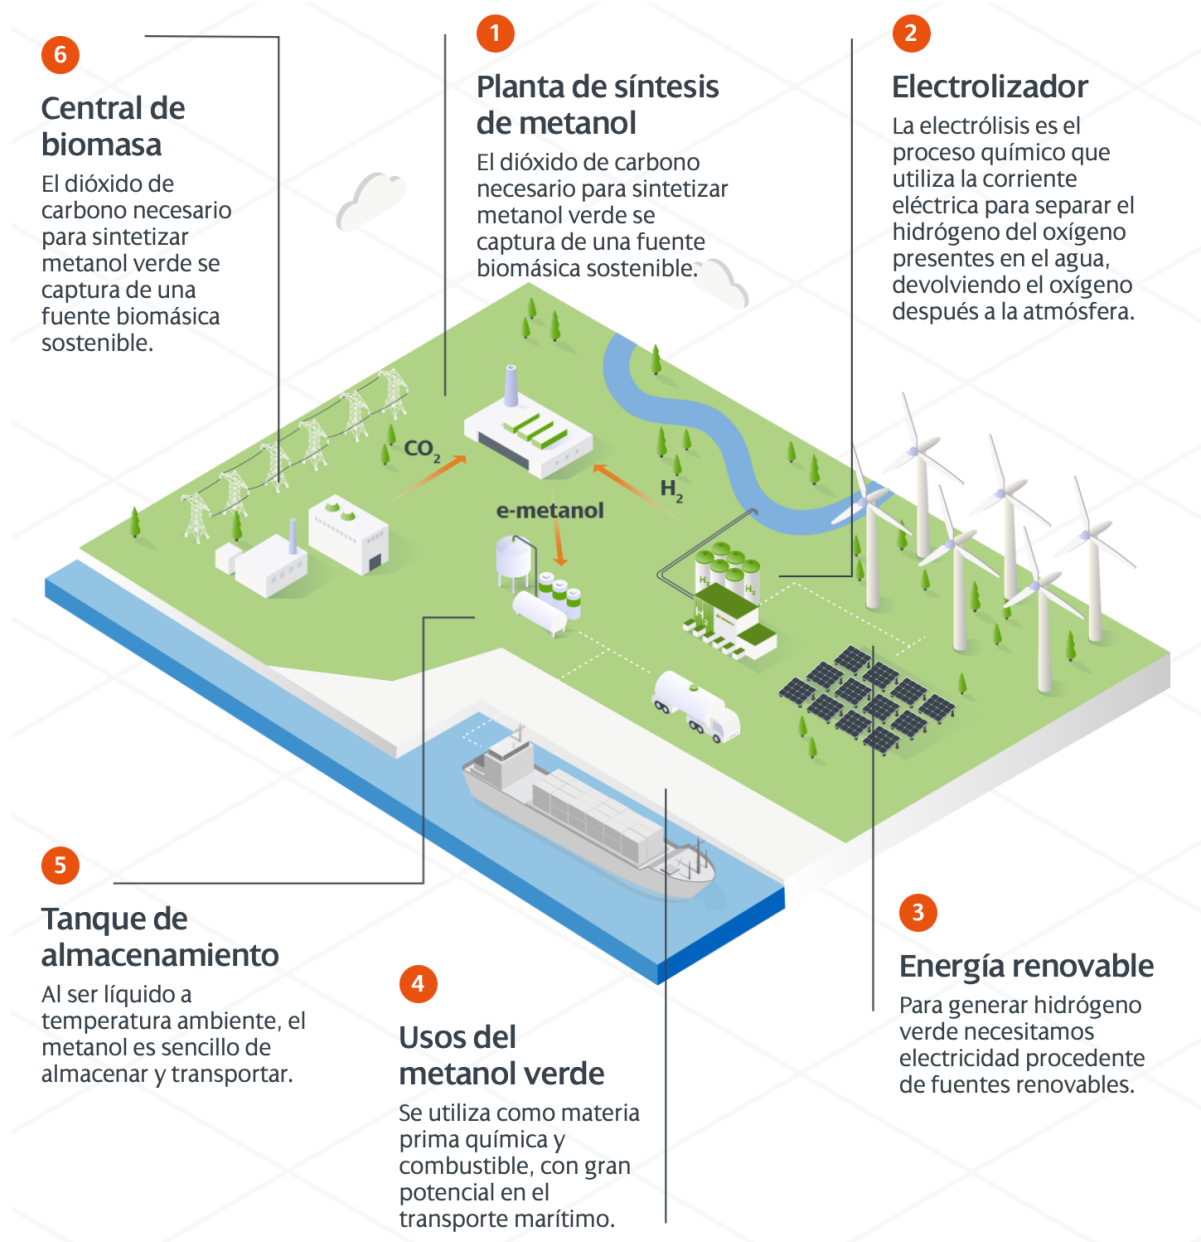 6
Central de
biomasa
El dióxido de
carbono necesario
para sintetizar
metanol verde se
captura de una
fuente biomásica
sostenible.
1
Planta de síntesis
de metanol
El dióxido de carbono
necesario para sintetizar
metanol verde se
captura de una fuente
biomásica sostenible.
2
Electrolizador
La electrólisis es el
proceso químico que
utiliza la corriente
eléctrica para separar el
hidrógeno del oxígeno
presentes en el agua,
devolviendo el oxígeno
después a la atmósfera.
CO₂
H₂
e-metanol
H₂
H₂
H
5
Tanque de
almacenamiento
Al ser líquido a
temperatura ambiente, el
metanol es sencillo de
almacenar y transportar.
4
Usos del
metanol verde
Se utiliza como materia
prima química y
combustible, con gran
potencial en el
transporte marítimo.
3
Energía renovable
Para generar hidrógeno
verde necesitamos
electricidad procedente
de fuentes renovables.